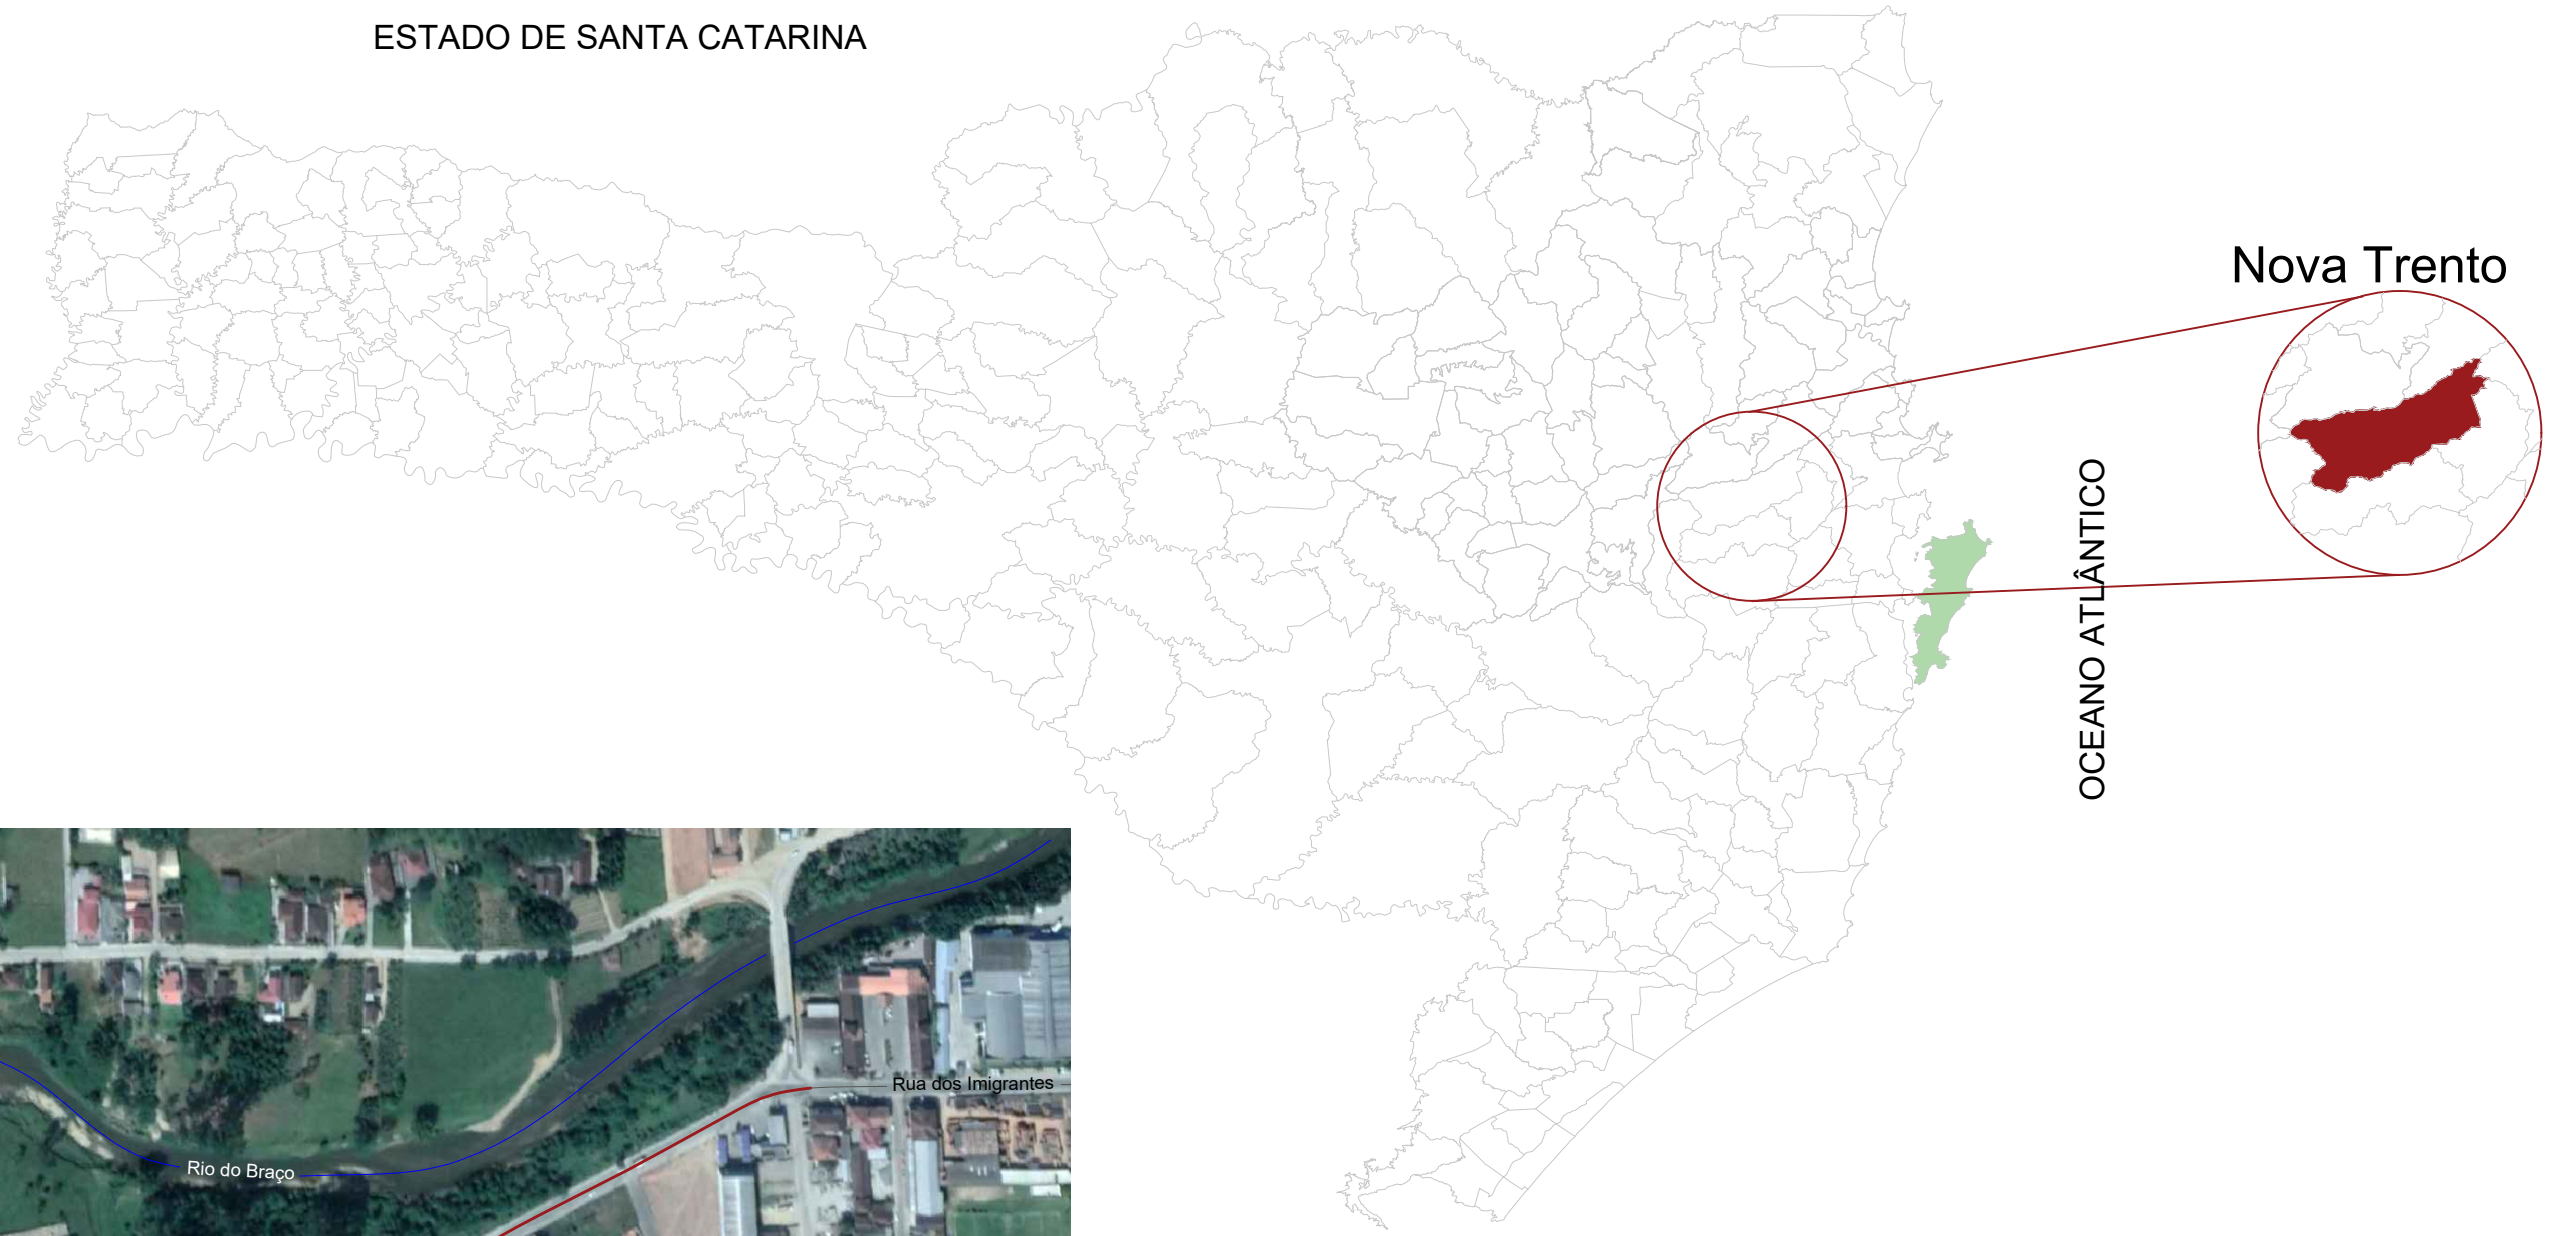 ESTADO DE SANTA CATARINA
Nova Trento
OCEANO ATLÂNTICO
Rua dos Imigrantes
Rio do Braço